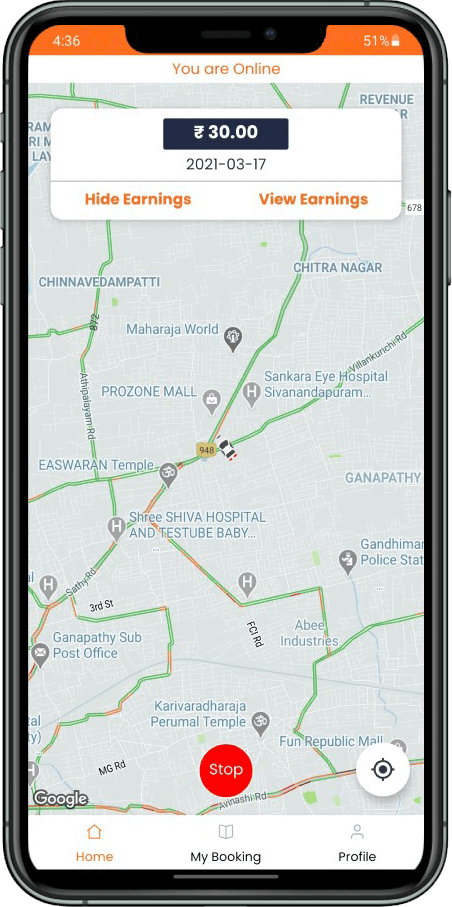 4:36
51%
You are Online
REVENUE
₹ 30.00
2021-03-17
Hide Earnings
View Earnings
678
CHITRA NAGAR
CHINNAVEDAMPATTI
872
Maharaja World
Villankurichi Rd
Athipalayam Rd
PROZONE MALL
H
Sankara Eye Hospital
Sivanandapuram...
948
EASWARAN Temple
GANAPATHY
H
Shree SHIVA HOSPITAL
AND TESTUBE BABY...
Gandhimar
Police Stat
Sathy Rd
H
H
3rd St
FCI Rd
Abee
Industries
Ganapathy Sub
Post Office
Karivaradharaja
Perumal Temple
Fun Republic Mall
MG Rd
H
Stop
Avinashi Rd
Google
Home
My Booking
Profile